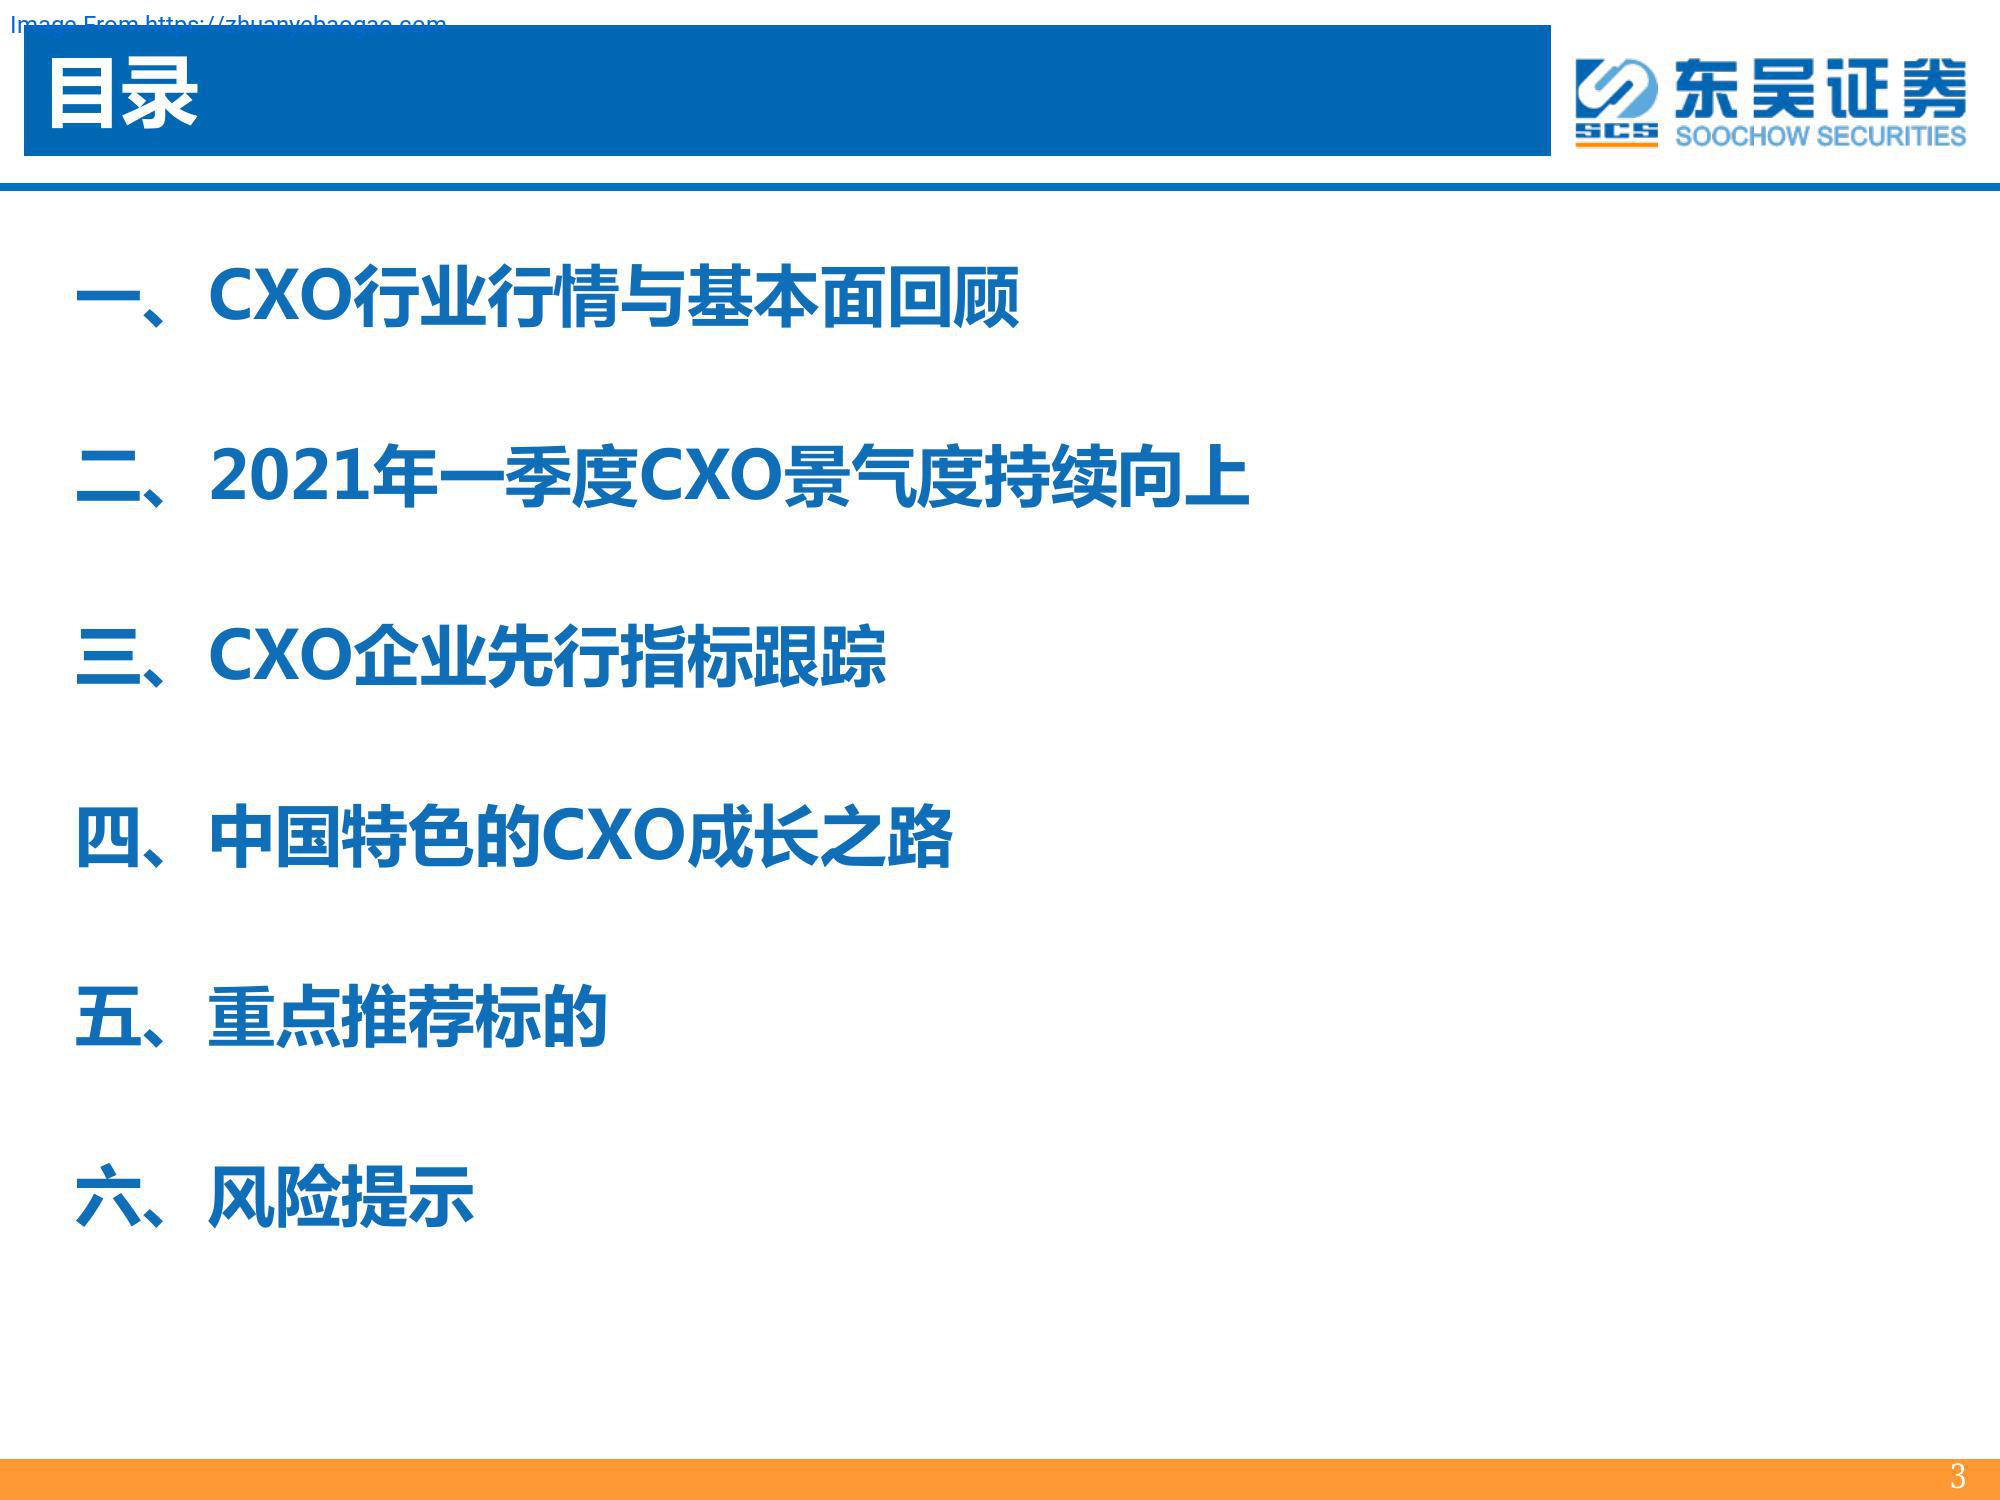 Image From https://zhuanyebaogao.com
目录
东吴证券
SCS
SOOCHOW SECURITIES
一、CXO行业行情与基本面回顾
二、2021年一季度CXO景气度持续向上
三、CXO企业先行指标跟踪
四、中国特色的CXO成长之路
五、重点推荐标的
六、风险提示
3